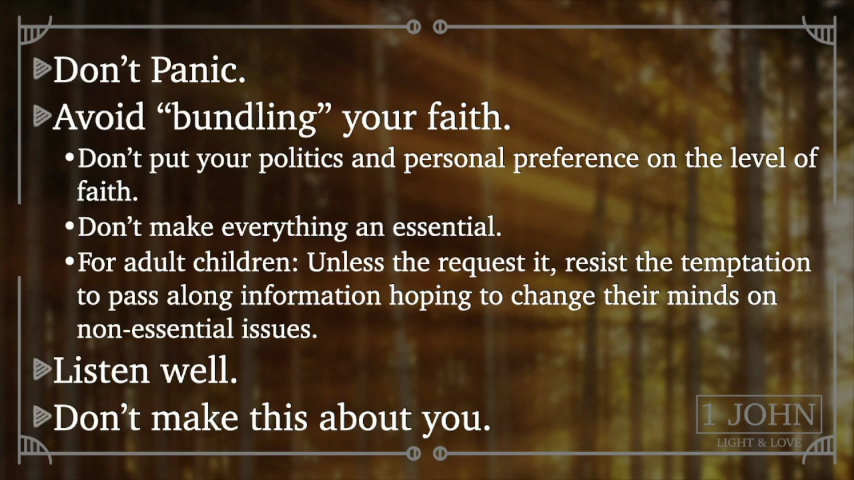 Don’t Panic.
Avoid “bundling” your faith.
•Don’t put your politics and personal preference on the level of
faith.
•Don’t make everything an essential.
•For adult children: Unless the request it, resist the temptation
to pass along information hoping to change their minds on
non-essential issues.
Listen well.
Don’t make this about you.
1 JOHN
LIGHT & LOVE